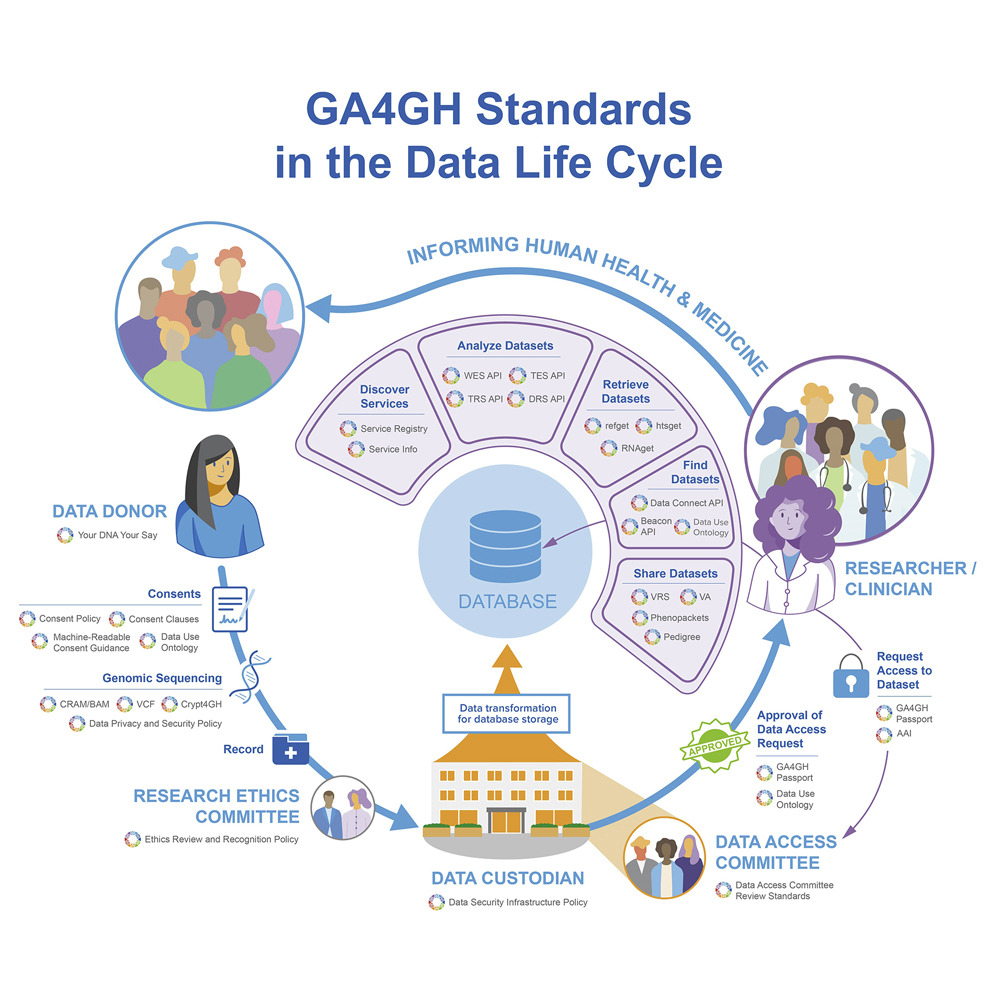 GA4GH Standards
in the Data Life Cycle
INFORMING HUMAN HEALTH & MEDICINE
Analyze Datasets
WES API
TES API
TRS API
DRS API
Discover
Services
Service Registry
Service Info
Retrieve
Datasets
refget
htsget
RNAget
Find
Datasets
Data Connect API
Beacon
API
Data Use
Ontology
Share Datasets
VRS
VA
Phenopackets
Pedigree
DATABASE
DATA DONOR
Your DNA Your Say
Consents
Consent Policy
Consent Clauses
Machine-Readable
Consent Guidance
Data Use
Ontology
Genomic Sequencing
CRAM/BAM
VCF
Crypt4GH
Data Privacy and Security Policy
Record
RESEARCH ETHICS
COMMITTEE
Ethics Review and Recognition Policy
Data transformation
for database storage
DATA CUSTODIAN
Data Security Infrastructure Policy
RESEARCHER /
CLINICIAN
Request
Access to
Dataset
GA4GH
Passport
AAI
APPROVED
Approval of
Data Access
Request
GA4GH
Passport
Data Use
Ontology
DATA ACCESS
COMMITTEE
Data Access Committee
Review Standards